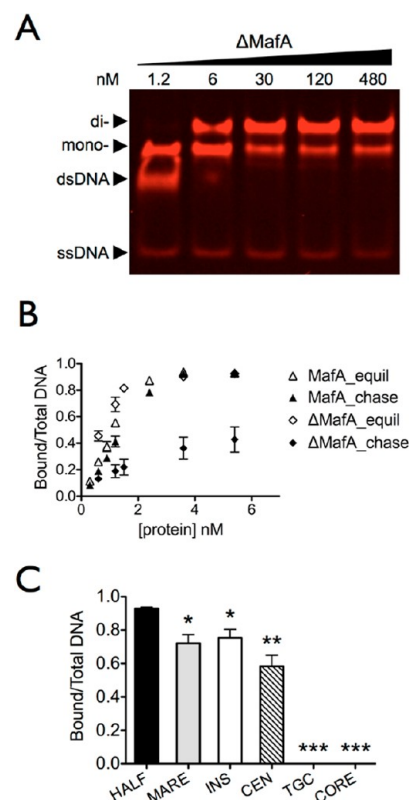 A
ΔMafA
nM 1.2 6 30 120 480
di-
mono-
dsDNA
ssDNA
B
Bound/Total DNA
1.0
0.8
0.6
0.4
0.2
0.0
0 2 4 6
[protein] nM
MafA_equil
MafA_chase
ΔMafA_equil
ΔMafA_chase
C
Bound/Total DNA
1.0
0.8
0.6
0.4
0.2
0.0
* * ** *** ***
HALF MARE INS CEN TGC CORE